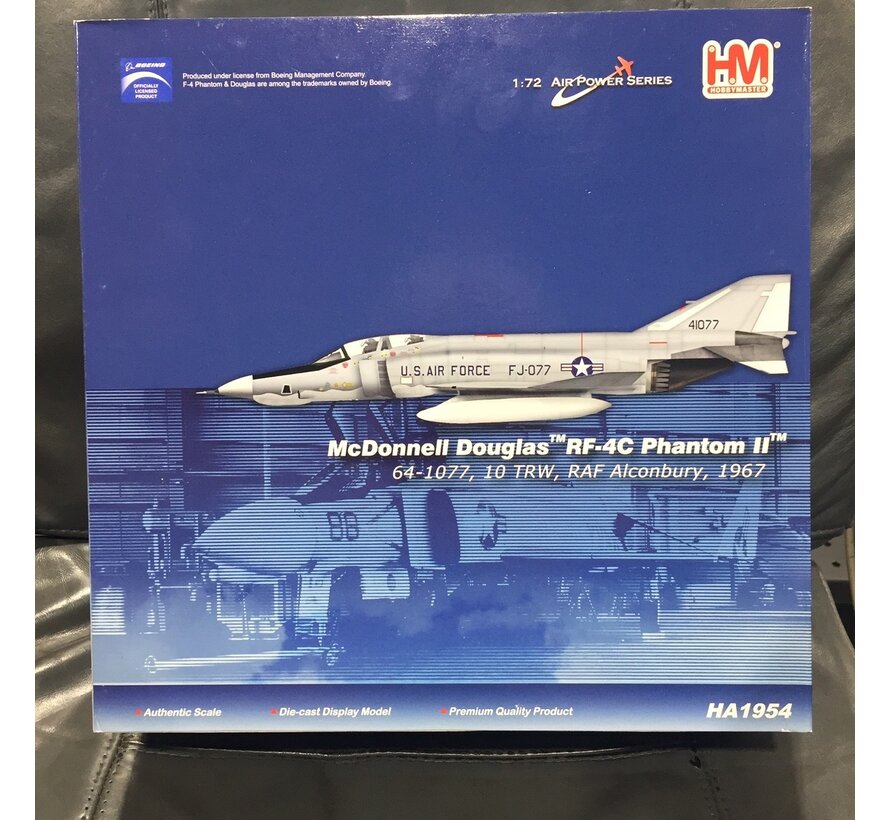 BOEING
OFFICIALLY
LICENSED
PRODUCT
Produced under license from Boeing Management Company
F-4 Phantom & Douglas are among the trademarks owned by Boeing.
1:72 AIR POWER SERIES
H.M.
HOBBYMASTER
41077
U.S. AIR FORCE FJ-077
McDonnell Douglas™ RF-4C Phantom II™
64-1077, 10 TRW, RAF Alconbury, 1967
88
Authentic Scale
Die-cast Display Model
Premium Quality Product
HA1954